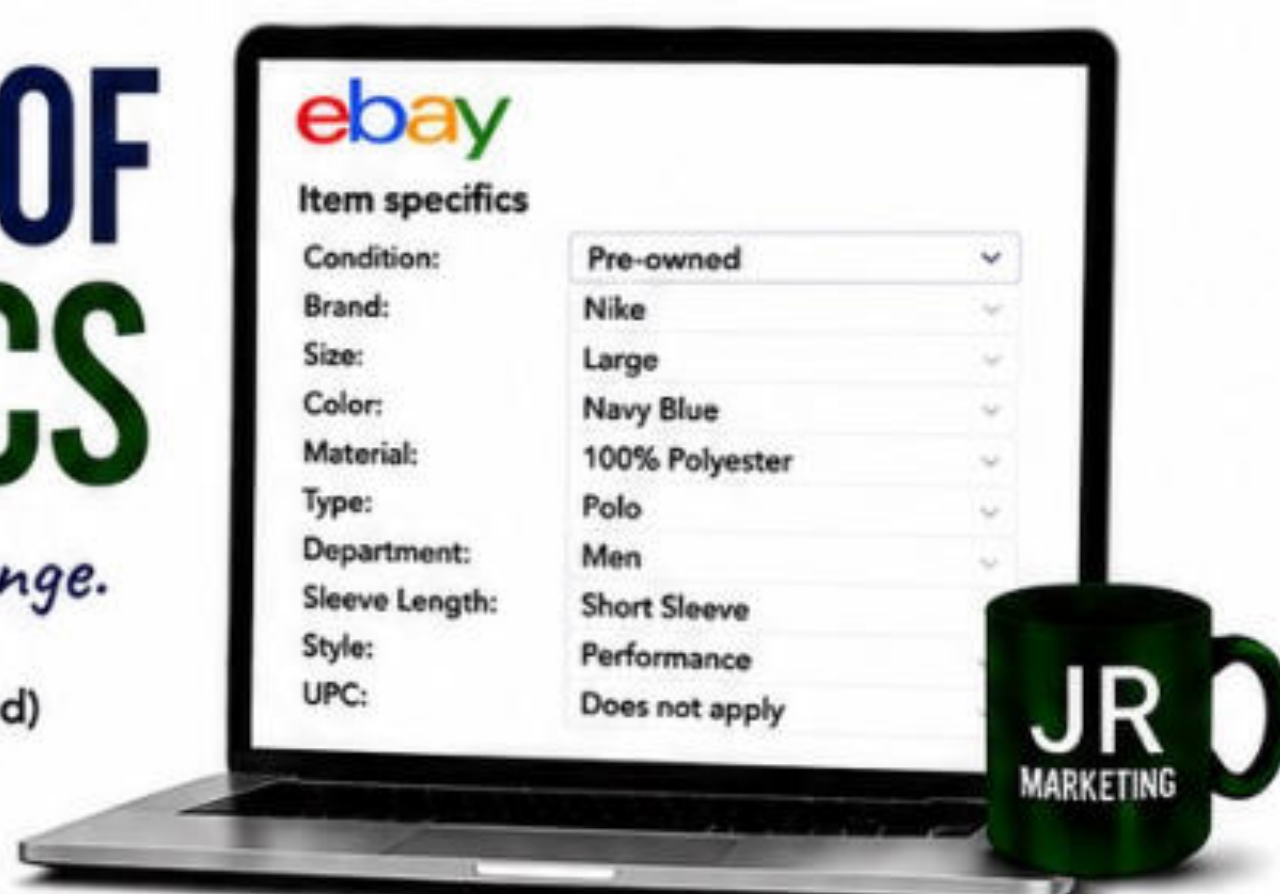 OF
CS
nge.
d)
ebay
Item specifics
Condition: Pre-owned
Brand: Nike
Size: Large
Color: Navy Blue
Material: 100% Polyester
Type: Polo
Department: Men
Sleeve Length: Short Sleeve
Style: Performance
UPC: Does not apply
JR
MARKETING